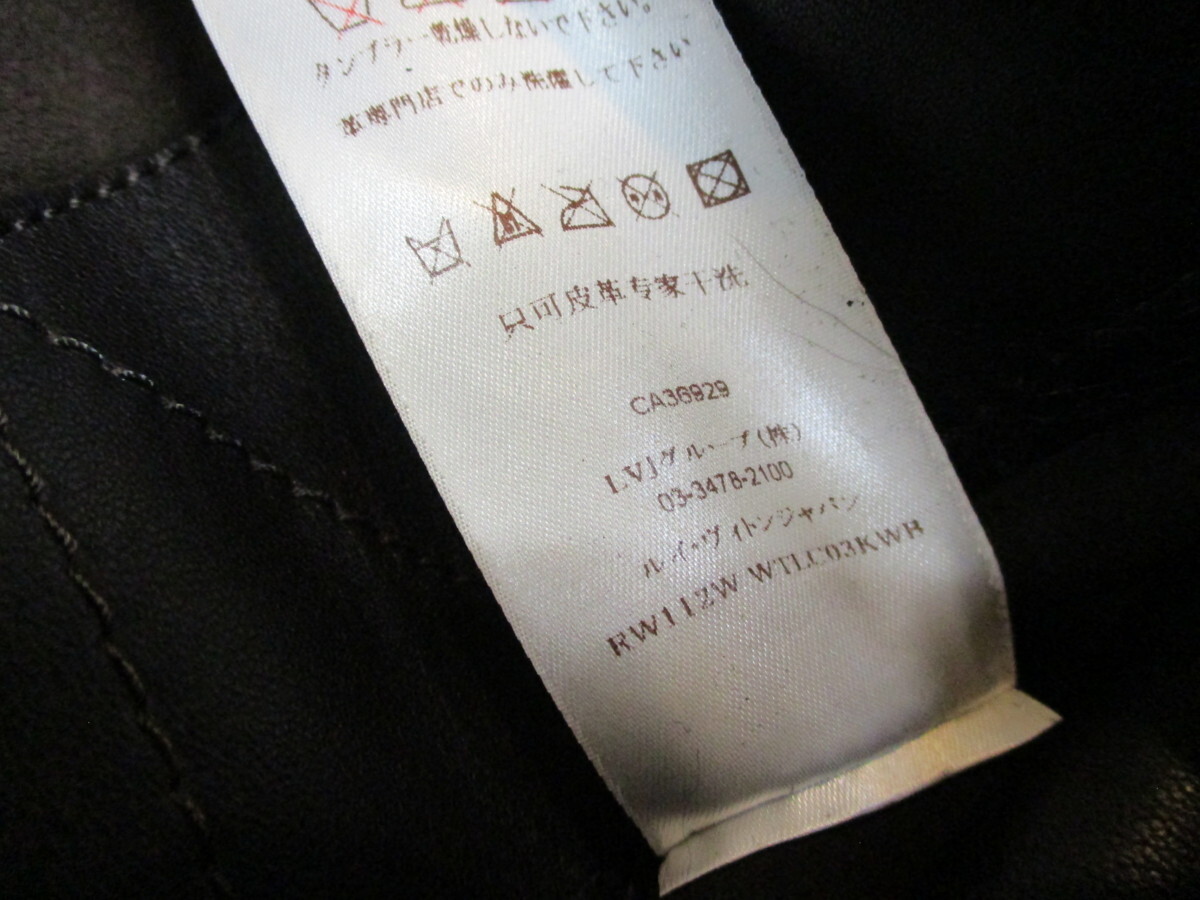 タンブラー乾燥しないで下さい。
革専門店でのみ洗濯して下さい
只可皮革专家干洗
CA36929
LVJグループ(株)
03-3478-2100
ルイ・ヴィトンジャパン
RW112W WTLC03KWR